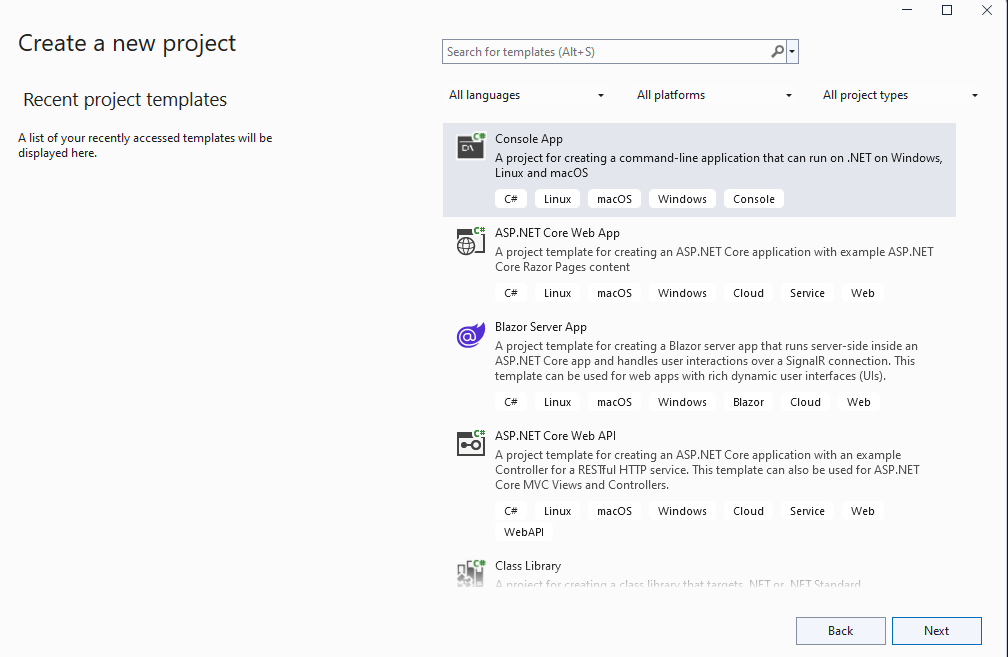 Create a new project
Search for templates (Alt+S)
Recent project templates
A list of your recently accessed templates will be
displayed here.
All languages
All platforms
All project types
C#
Console App
A project for creating a command-line application that can run on .NET on Windows,
Linux and macOS
C# Linux macOS Windows Console
C#
ASP.NET Core Web App
A project template for creating an ASP.NET Core application with example ASP.NET
Core Razor Pages content
C# Linux macOS Windows Cloud Service Web
@
Blazor Server App
A project template for creating a Blazor server app that runs server-side inside an
ASP.NET Core app and handles user interactions over a SignalR connection. This
template can be used for web apps with rich dynamic user interfaces (UIs).
C# Linux macOS Windows Blazor Cloud Web
C#
ASP.NET Core Web API
A project template for creating an ASP.NET Core application with an example
Controller for a RESTful HTTP service. This template can also be used for ASP.NET
Core MVC Views and Controllers.
C# Linux macOS Windows Cloud Service Web
WebAPI
C#
Class Library
A project for creating a class library that targets .NET or .NET Standard
Back
Next